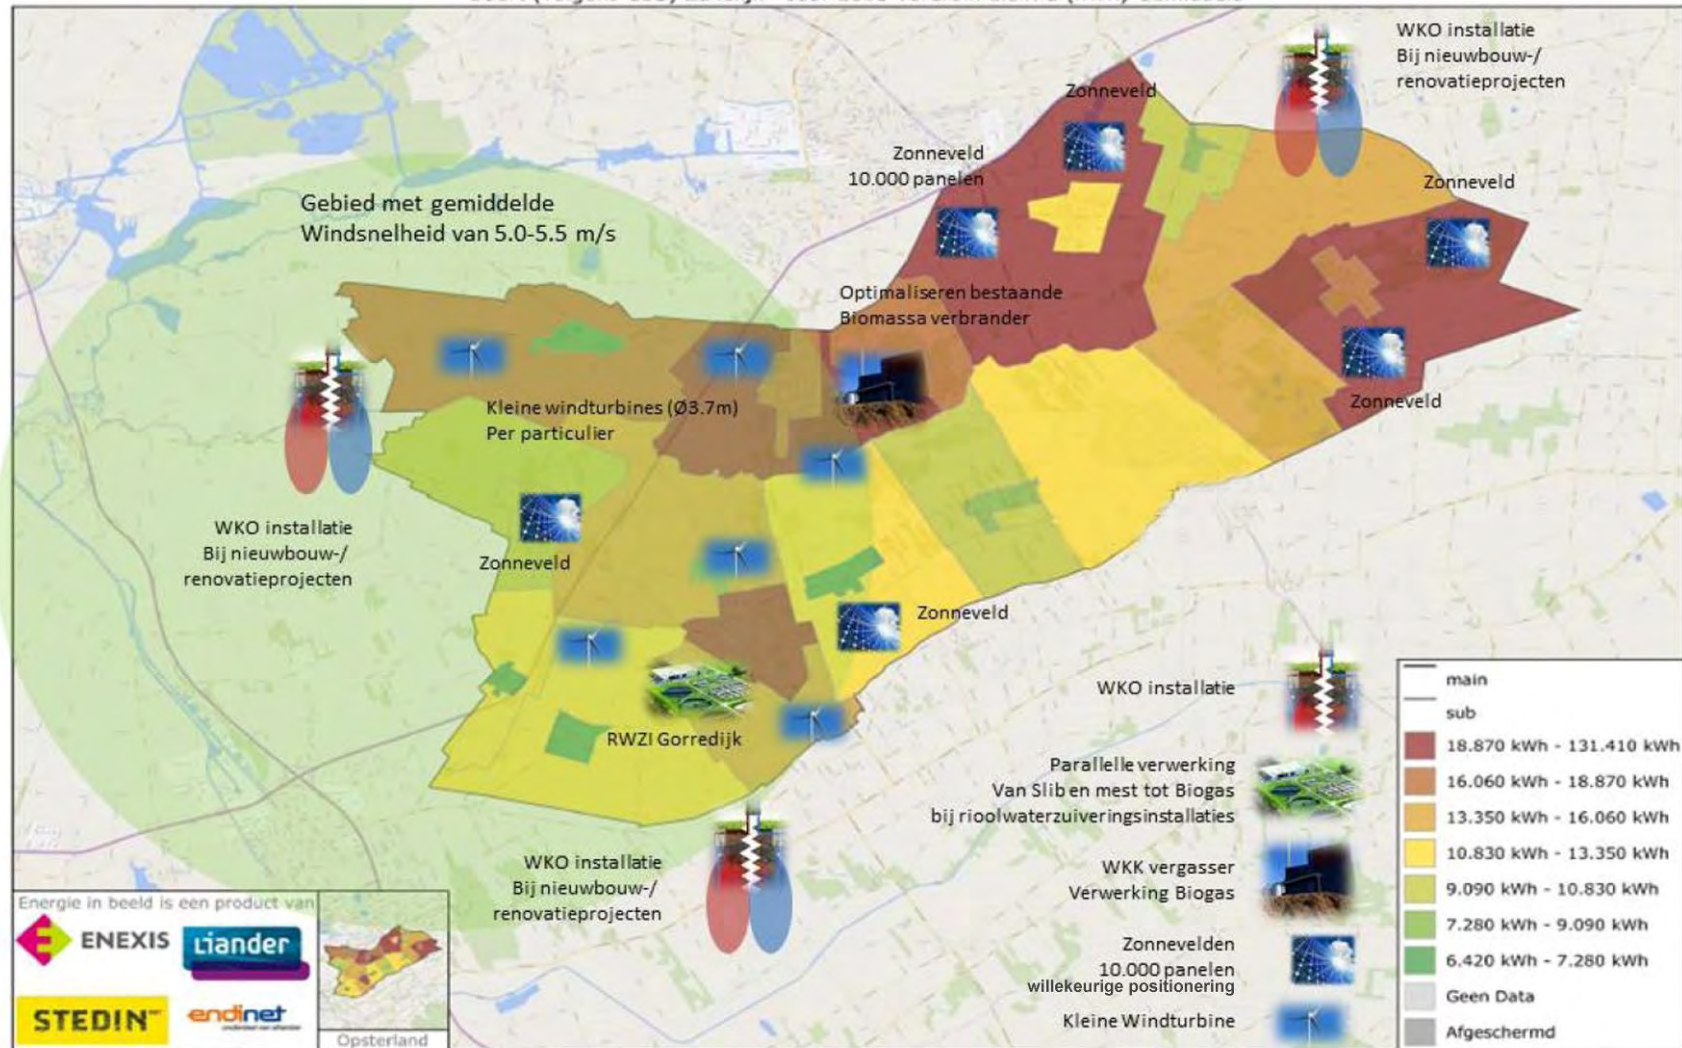 WKO installatie
Bij nieuwbouw-/
renovatieprojecten
Zonneveld
Zonneveld
10.000 panelen
Zonneveld
Gebied met gemiddelde
Windsnelheid van 5.0-5.5 m/s
Optimaliseren bestaande
Biomassa verbrander
Zonneveld
Kleine windturbines (Ø3.7m)
Per particulier
WKO installatie
Bij nieuwbouw-/
renovatieprojecten
Zonneveld
Zonneveld
RWZI Gorredijk
WKO installatie
Bij nieuwbouw-/
renovatieprojecten
WKO installatie
Parallelle verwerking
Van Slib en mest tot Biogas
bij rioolwaterzuiveringsinstallaties
WKK vergasser
Verwerking Biogas
Zonnevelden
10.000 panelen
willekeurige positionering
Kleine Windturbine
main
sub
18.870 kWh - 131.410 kWh
16.060 kWh - 18.870 kWh
13.350 kWh - 16.060 kWh
10.830 kWh - 13.350 kWh
9.090 kWh - 10.830 kWh
7.280 kWh - 9.090 kWh
6.420 kWh - 7.280 kWh
Geen Data
Afgeschermd
Energie in beeld is een product van
ENEXIS
Liander
STEDIN
endinet
Opsterland